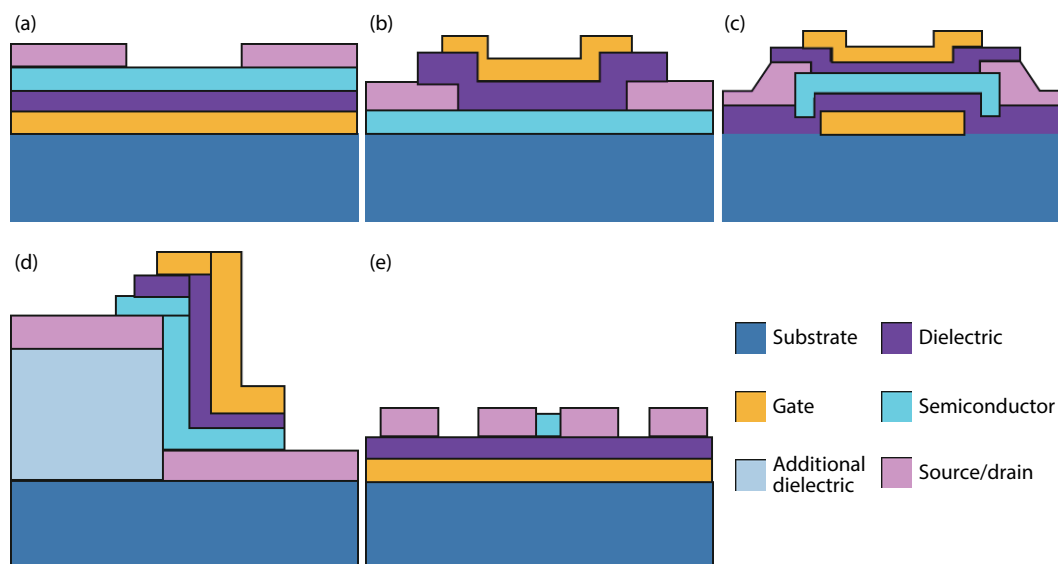 (a)
(b)
(c)
(d)
(e)
Substrate
Dielectric
Gate
Semiconductor
Additional
dielectric
Source/drain